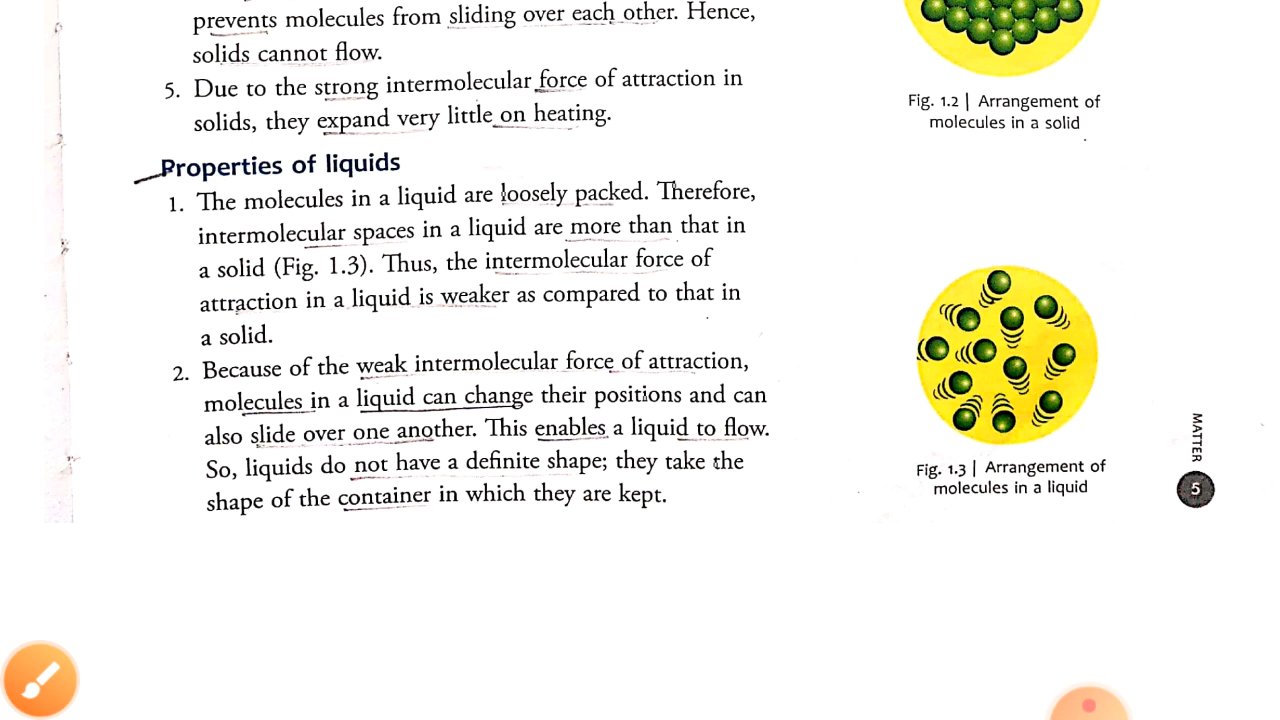 prevents molecules from sliding over each other. Hence,
solids cannot flow.
5. Due to the strong intermolecular force of attraction in
solids, they expand very little on heating.
Fig. 1.2 | Arrangement of
molecules in a solid
Properties of liquids
1. The molecules in a liquid are loosely packed. Therefore,
intermolecular spaces in a liquid are more than that in
a solid (Fig. 1.3). Thus, the intermolecular force of
attraction in a liquid is weaker as compared to that in
a solid.
2. Because of the weak intermolecular force of attraction,
molecules in a liquid can change their positions and can
also slide over one another. This enables a liquid to flow.
So, liquids do not have a definite shape; they take the
shape of the container in which they are kept.
Fig. 1.3 | Arrangement of
molecules in a liquid
MATTER
5